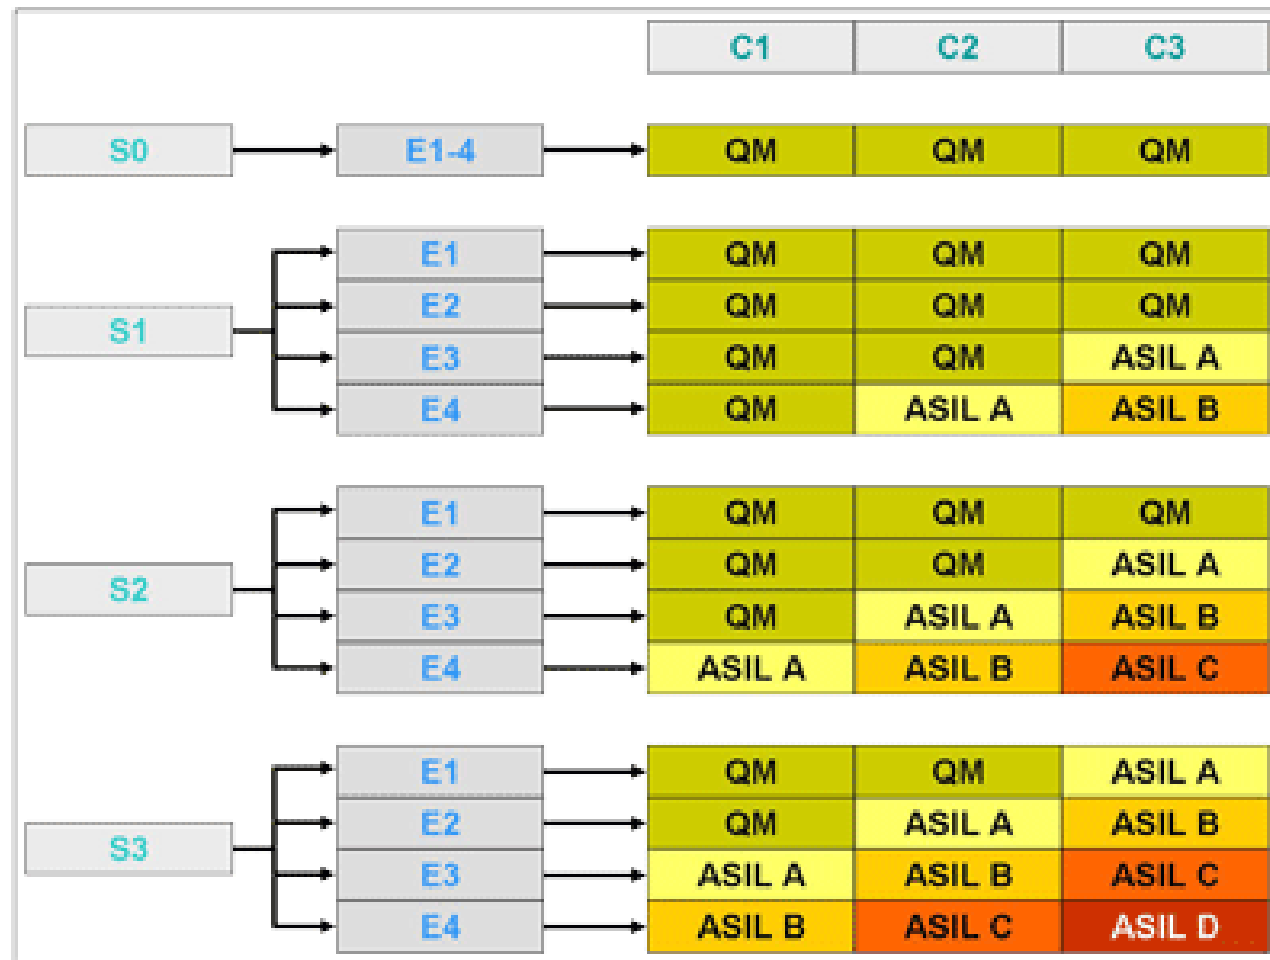 C1 C2 C3
S0 E1-4 QM QM QM
E1 QM QM QM
E2 QM QM QM
S1
E3 QM QM ASIL A
E4 QM ASIL A ASIL B
E1 QM QM QM
E2 QM QM ASIL A
S2
E3 QM ASIL A ASIL B
E4 ASIL A ASIL B ASIL C
E1 QM QM ASIL A
E2 QM ASIL A ASIL B
S3
E3 ASIL A ASIL B ASIL C
E4 ASIL B ASIL C ASIL D